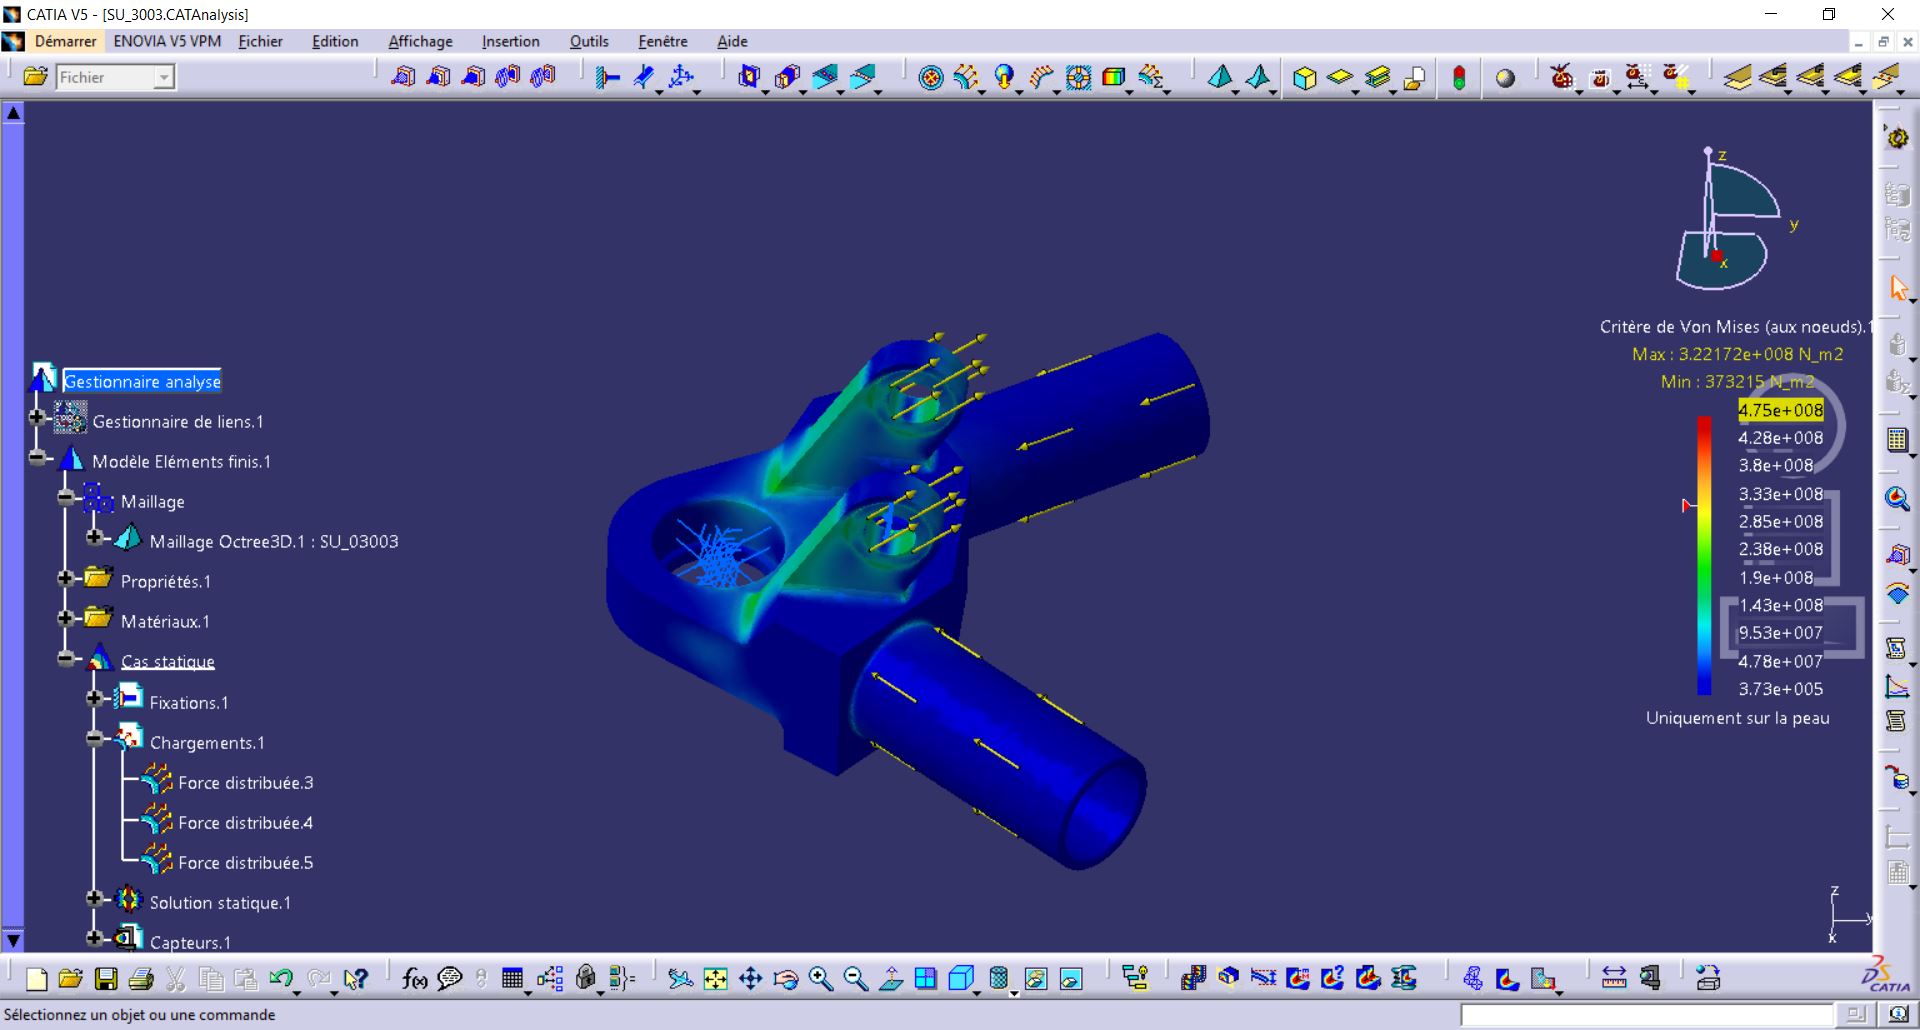 CATIA V5 - [SU_3003.CATAnalysis]
Démarrer ENOVIA V5 VPM Fichier Edition Affichage Insertion Outils Fenêtre Aide
Fichier
z
y
x
Critère de Von Mises (aux noeuds).1
Max : 3.22172e+008 N_m2
Min : 373215 N_m2
4.75e+008
4.28e+008
3.8e+008
3.33e+008
2.85e+008
2.38e+008
1.9e+008
1.43e+008
9.53e+007
4.78e+007
3.73e+005
Uniquement sur la peau
Gestionnaire analyse
Gestionnaire de liens.1
Modèle Eléments finis.1
Maillage
Maillage Octree3D.1 : SU_03003
Propriétés.1
Matériaux.1
Cas statique
Fixations.1
Chargements.1
Force distribuée.3
Force distribuée.4
Force distribuée.5
Solution statique.1
Capteurs.1
z
y
x
f(x)
CATIA
Sélectionnez un objet ou une commande